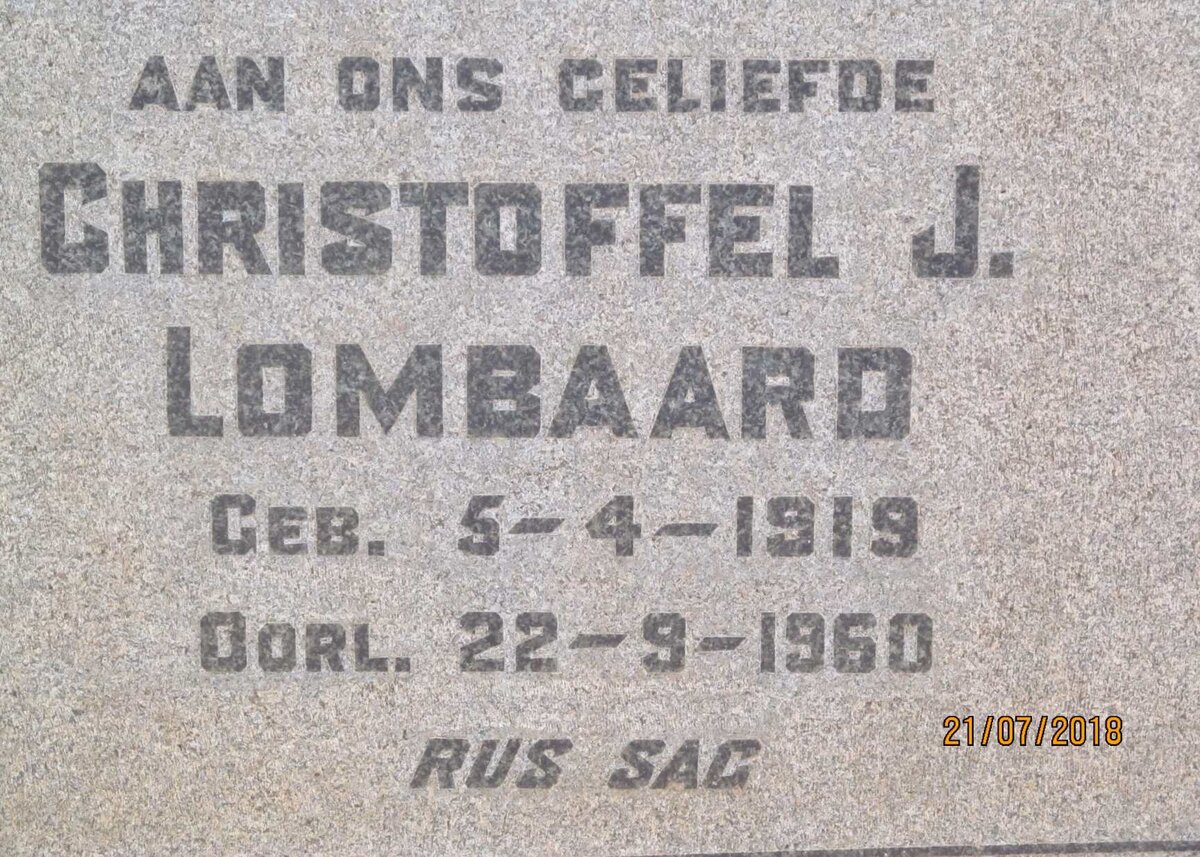 AAN ONS GELIEFDE
CHRISTOFFEL J.
LOMBAARD
GEB. 5-4-1919
OORL. 22-9-1960
RUS SAG
21/07/2018